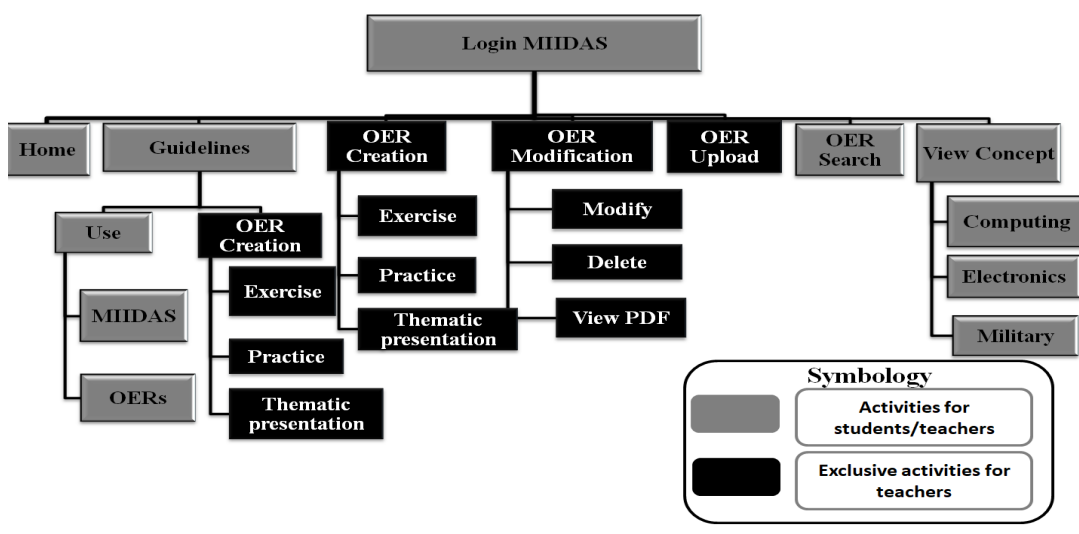 Login MIIDAS
Home
Guidelines
OER
Creation
OER
Modification
OER
Upload
OER
Search
View Concept
Use
OER
Creation
Exercise
Modify
Computing
MIIDAS
Exercise
Practice
Delete
Electronics
OERs
Practice
Thematic
presentation
View PDF
Military
Thematic
presentation
Symbology
Activities for
students/teachers
Exclusive activities for
teachers